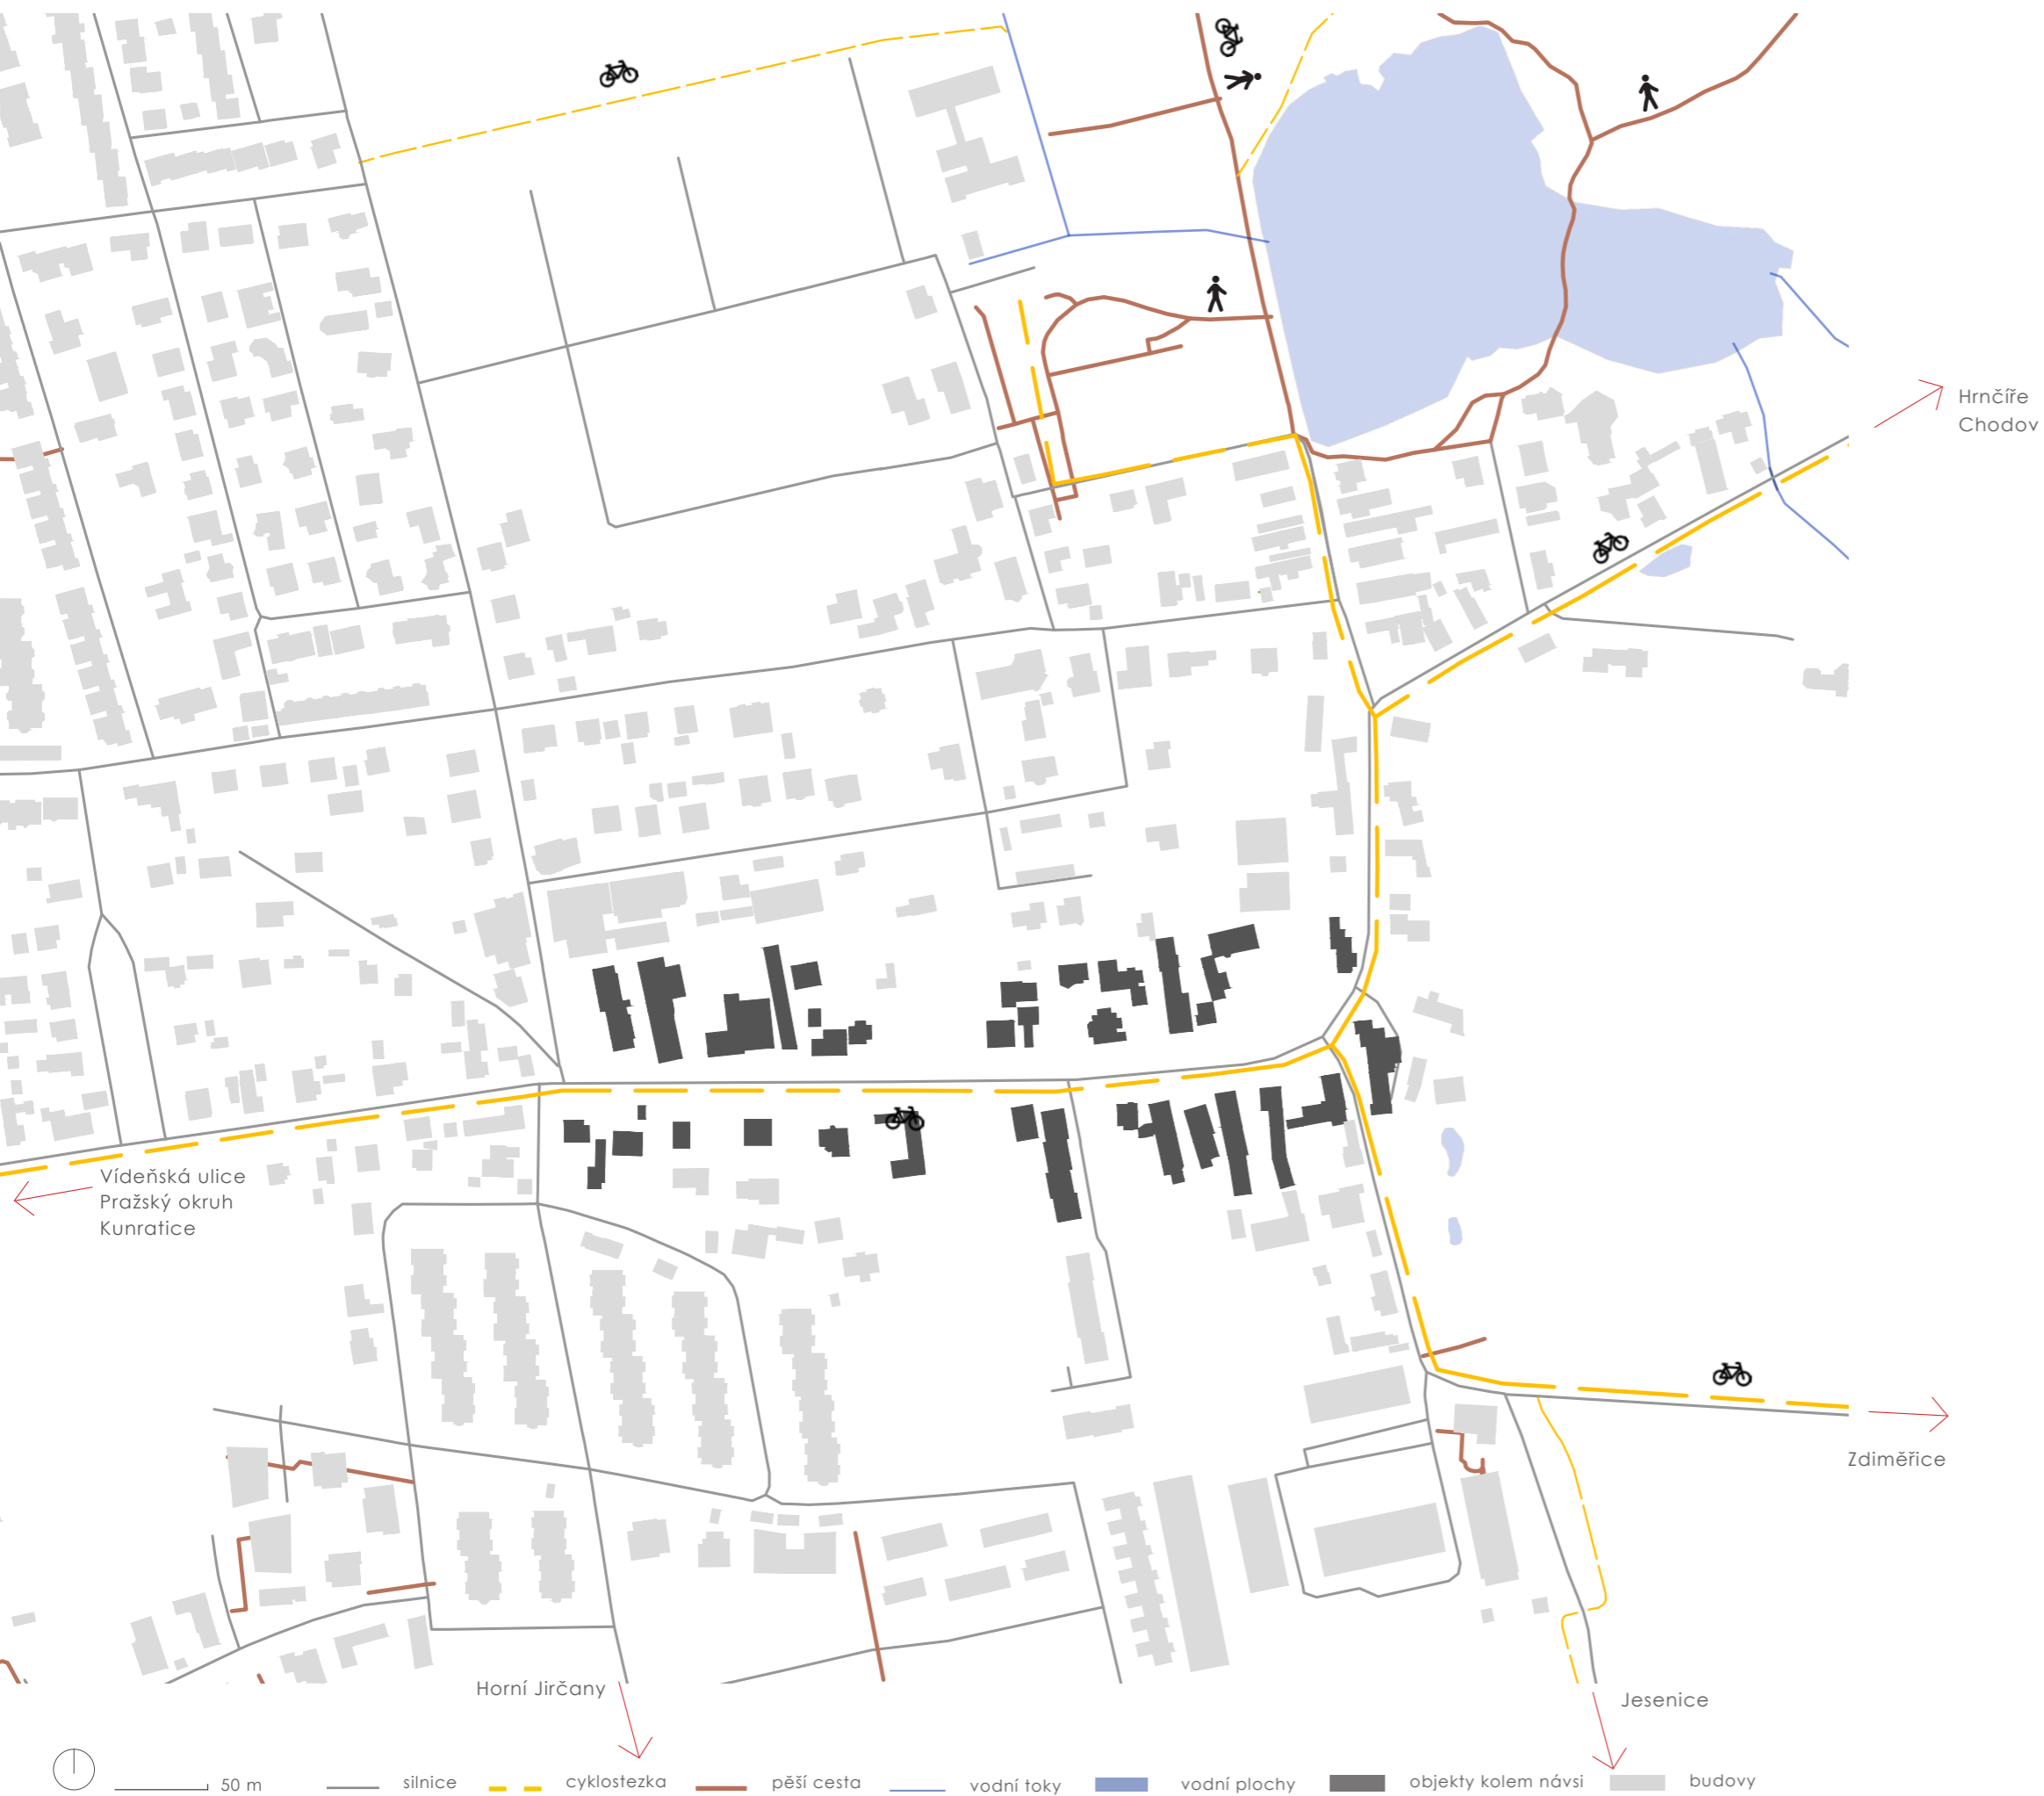 Hrnčíře
Chodov
Vídeňská ulice
Pražský okruh
Kunratice
Zdiměřice
Horní Jirčany
Jesenice
50 m
silnice
cyklostezka
pěší cesta
vodní toky
vodní plochy
objekty kolem návsi
budovy